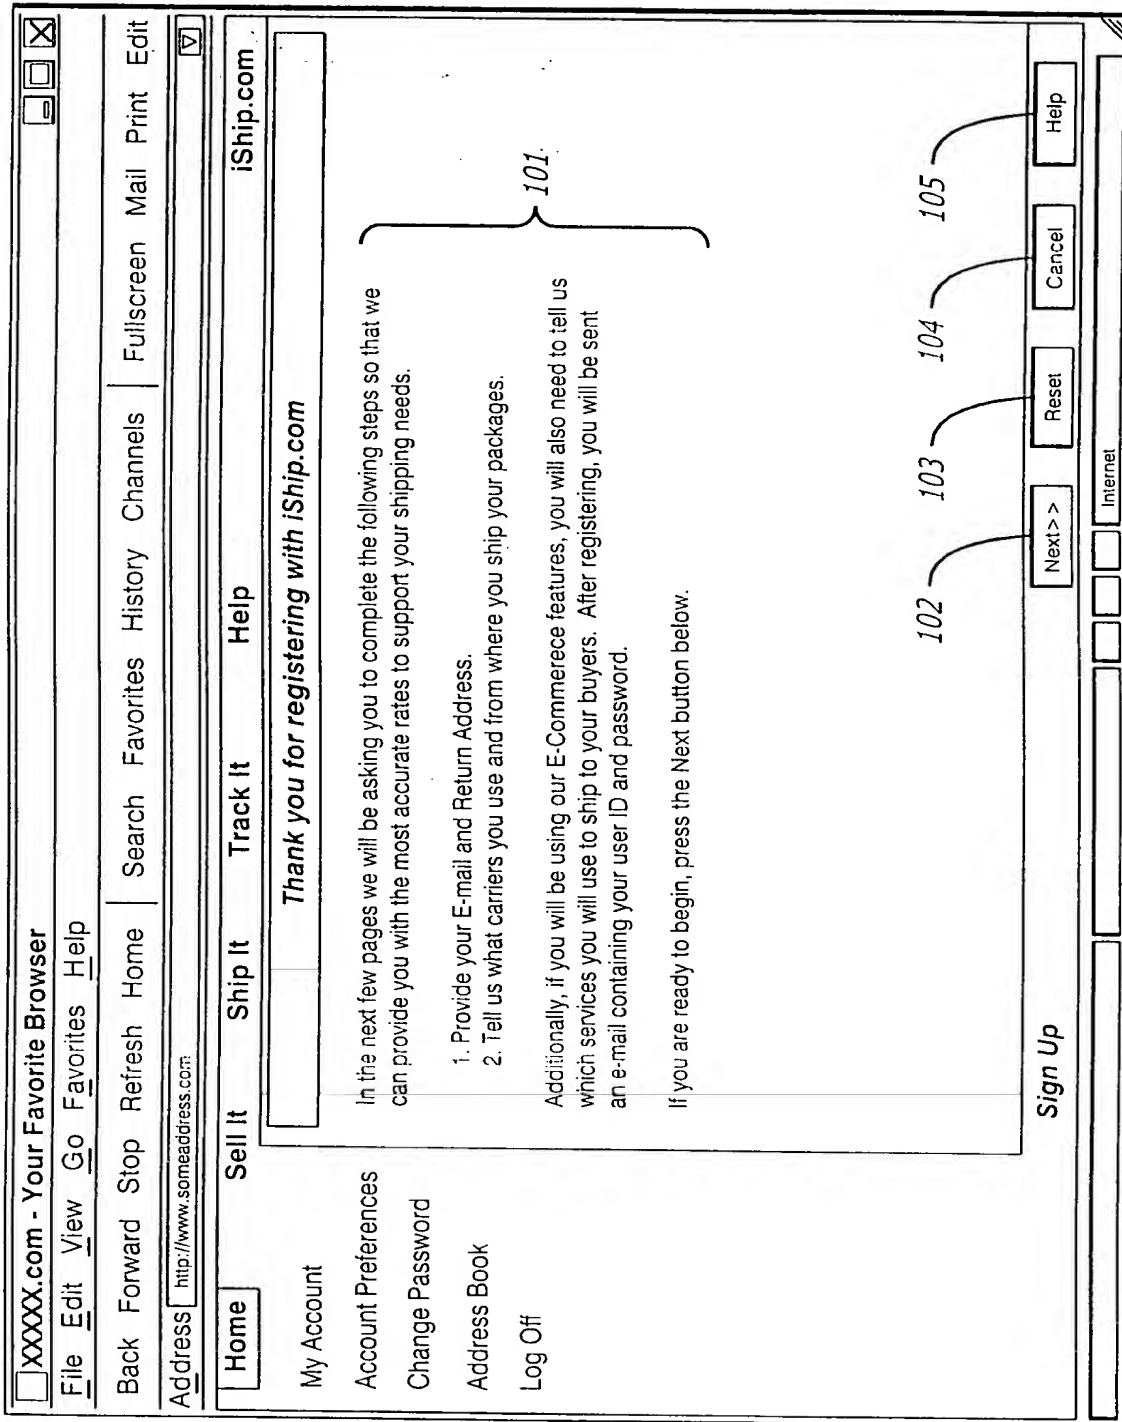 XXXXX.com - Your Favorite Browser
File Edit View Go Favorites Help
Back Forward Stop Refresh Home Search Favorites History Channels Fullscreen Mail Print Edit
Address http://www.someaddress.com
Home Sell It Ship It Track It Help iShip.com
My Account
Account Preferences
Change Password
Address Book
Log Off
Thank you for registering with iShip.com
In the next few pages we will be asking you to complete the following steps so that we
can provide you with the most accurate rates to support your shipping needs.
1. Provide your E-mail and Return Address.
2. Tell us what carriers you use and from where you ship your packages.
Additionally, if you will be using our E-Commerece features, you will also need to tell us
which services you will use to ship to your buyers. After registering, you will be sent
an e-mail containing your user ID and password.
If you are ready to begin, press the Next button below.
101
102 103 104 105
Sign Up Next>> Reset Cancel Help
Internet